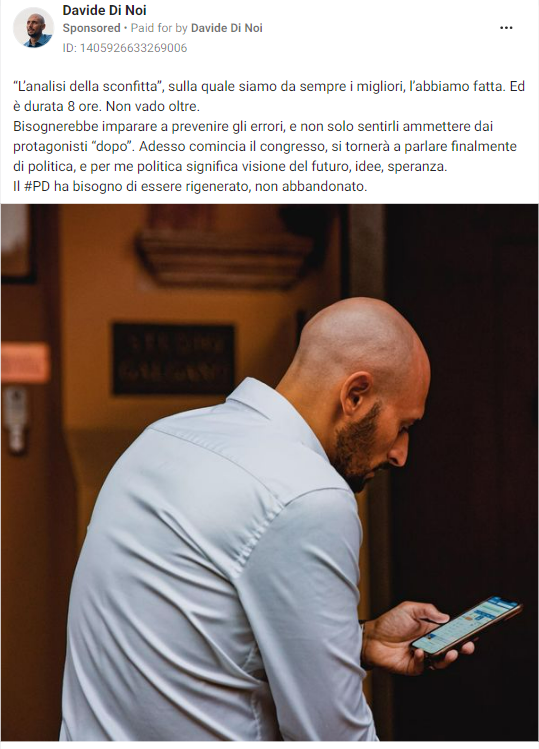 Davide Di Noi
Sponsored • Paid for by Davide Di Noi
ID: 1405926633269006
“L’analisi della sconfitta”, sulla quale siamo da sempre i migliori, l’abbiamo fatta. Ed
è durata 8 ore. Non vado oltre.
Bisognerebbe imparare a prevenire gli errori, e non solo sentirli ammettere dai
protagonisti “dopo”. Adesso comincia il congresso, si tornerà a parlare finalmente
di politica, e per me politica significa visione del futuro, idee, speranza.
Il #PD ha bisogno di essere rigenerato, non abbandonato.